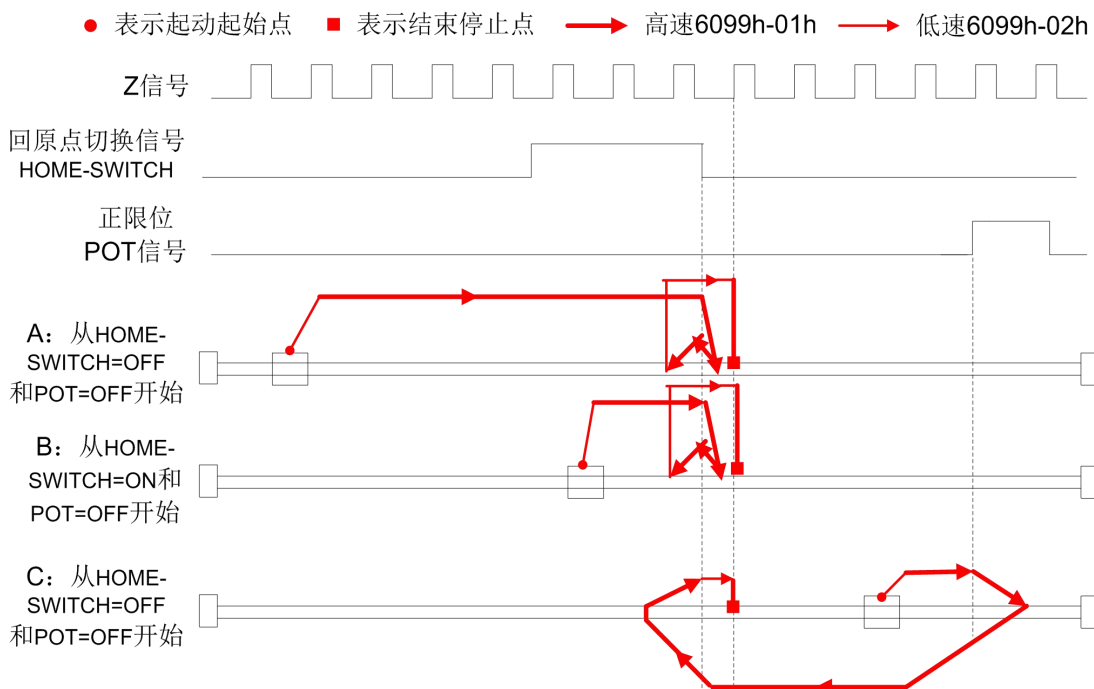 表示起动起始点 表示结束停止点 高速6099h-01h 低速6099h-02h
Z信号
回原点切换信号
HOME-SWITCH
正限位
POT信号
A：从HOME-
SWITCH=OFF
和POT=OFF开始
B：从HOME-
SWITCH=ON和
POT=OFF开始
C：从HOME-
SWITCH=OFF
和POT=OFF开始